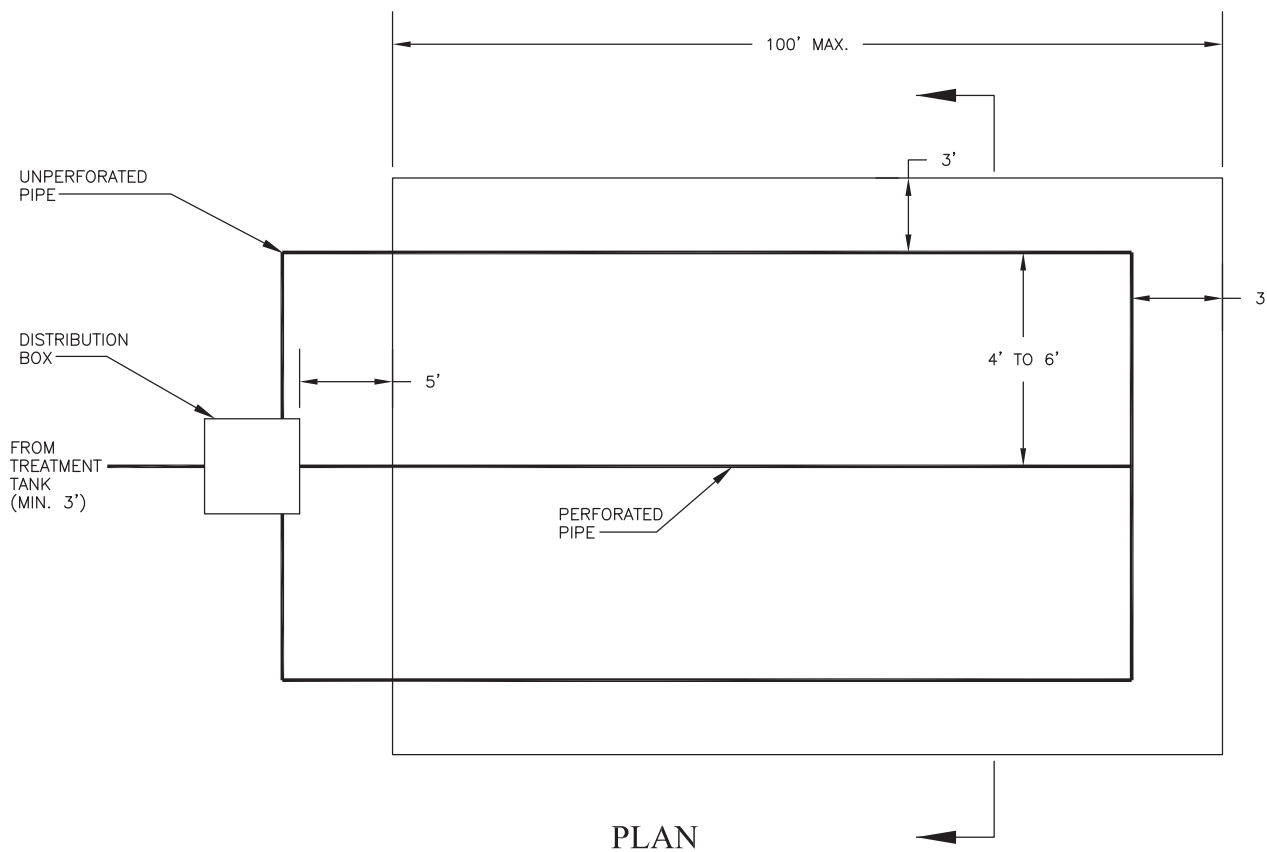 100' MAX.
3'
UNPERFORATED
PIPE
3
DISTRIBUTION
BOX
4' TO 6'
5'
FROM
TREATMENT
TANK
(MIN. 3')
PERFORATED
PIPE
PLAN